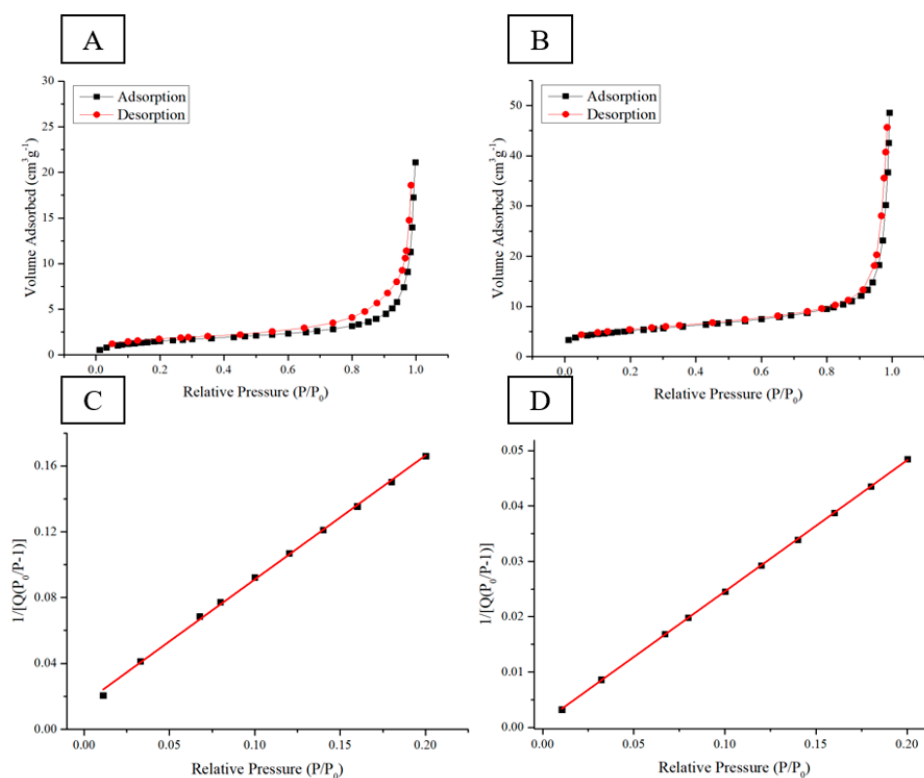 A
30
25
20
15
10
5
0
Volume Adsorbed (cm³g⁻¹)
Adsorption
Desorption
0.0 0.2 0.4 0.6 0.8 1.0
Relative Pressure (P/P₀)
B
50
40
30
20
10
0
Volume Adsorbed (cm³g⁻¹)
Adsorption
Desorption
0.0 0.2 0.4 0.6 0.8 1.0
Relative Pressure (P/P₀)
C
0.16
0.12
0.08
0.04
0.00
1/[Q(P₀/P-1)]
0.00 0.05 0.10 0.15 0.20
Relative Pressure (P/P₀)
D
0.05
0.04
0.03
0.02
0.01
0.00
1/[Q(P₀/P-1)]
0.00 0.05 0.10 0.15 0.20
Relative Pressure (P/P₀)